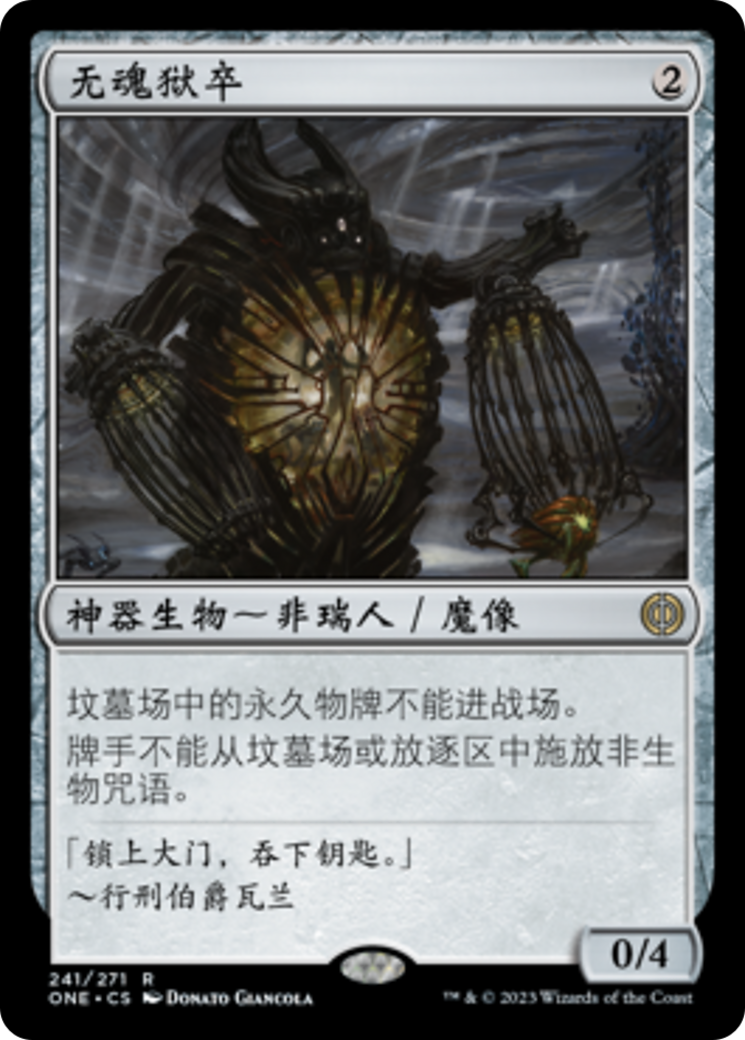 无魂狱卒 2
神器生物～非瑞人 / 魔像
坟墓场中的永久物牌不能进战场。
牌手不能从坟墓场或放逐区中施放非生
物咒语。
「锁上大门，吞下钥匙。」
～行刑伯爵瓦兰
0/4
241/271 R
ONE • CS Donato Giancola
™ & © 2023 Wizards of the Coast